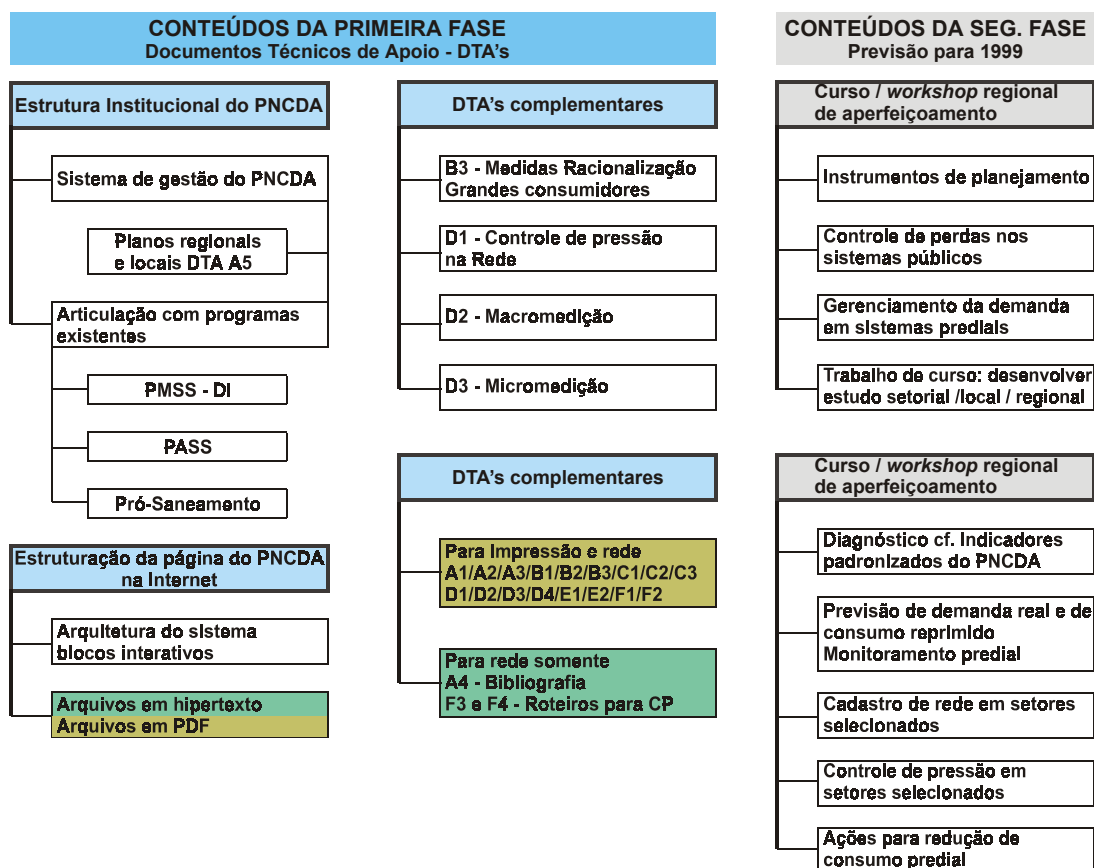 CONTEÚDOS DA PRIMEIRA FASE
Documentos Técnicos de Apoio - DTA's
Estrutura Institucional do PNCDA
Sistema de gestão do PNCDA
Planos regionais
e locais DTA A5
Articulação com programas
existentes
PMSS - DI
PASS
Pró-Saneamento
Estruturação da página do PNCDA
na Internet
Arquitetura do sistema
blocos interativos
Arquivos em hipertexto
Arquivos em PDF
DTA's complementares
B3 - Medidas Racionalização
Grandes consumidores
D1 - Controle de pressão
na Rede
D2 - Macromedição
D3 - Micromedição
DTA's complementares
Para Impressão e rede
A1/A2/A3/B1/B2/B3/C1/C2/C3
D1/D2/D3/D4/E1/E2/F1/F2
Para rede somente
A4 - Bibliografia
F3 e F4 - Roteiros para CP
CONTEÚDOS DA SEG. FASE
Previsão para 1999
Curso / workshop regional
de aperfeiçoamento
Instrumentos de planejamento
Controle de perdas nos
sistemas públicos
Gerenciamento da demanda
em sistemas prediais
Trabalho de curso: desenvolver
estudo setorial /local / regional
Curso / workshop regional
de aperfeiçoamento
Diagnóstico cf. Indicadores
padronizados do PNCDA
Previsão de demanda real e de
consumo reprimido
Monitoramento predial
Cadastro de rede em setores
selecionados
Controle de pressão em
setores selecionados
Ações para redução de
consumo predial